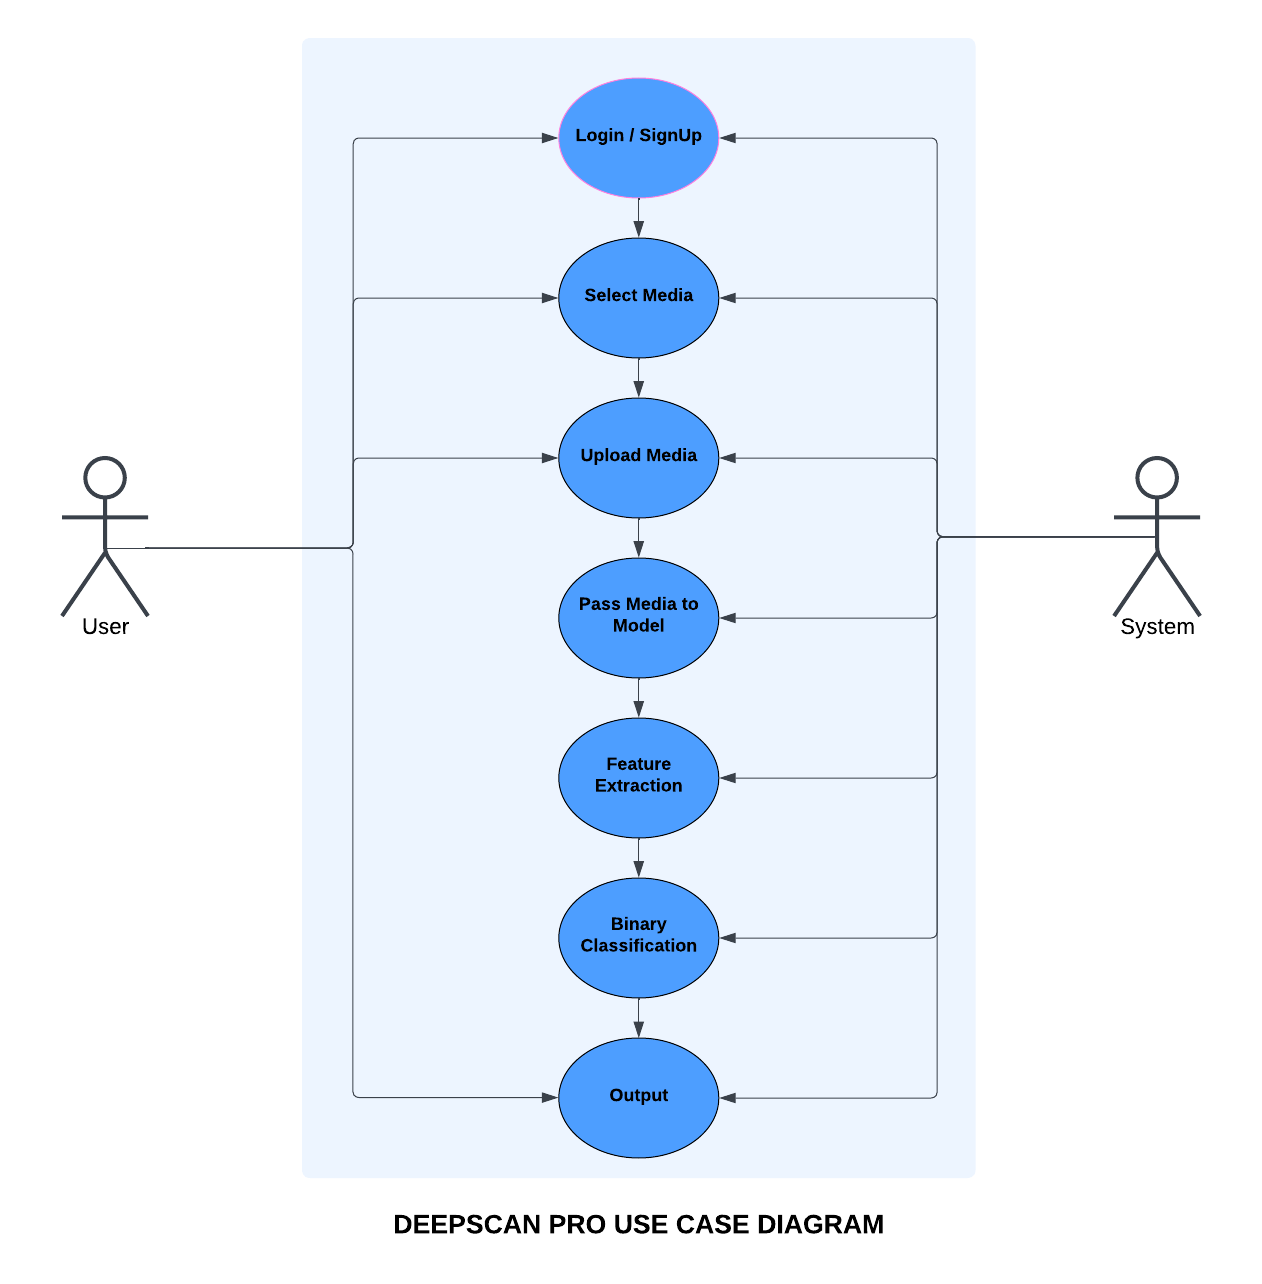 Login / SignUp
Select Media
Upload Media
Pass Media to
Model
Feature
Extraction
Binary
Classification
Output
User
System
DEEPSCAN PRO USE CASE DIAGRAM